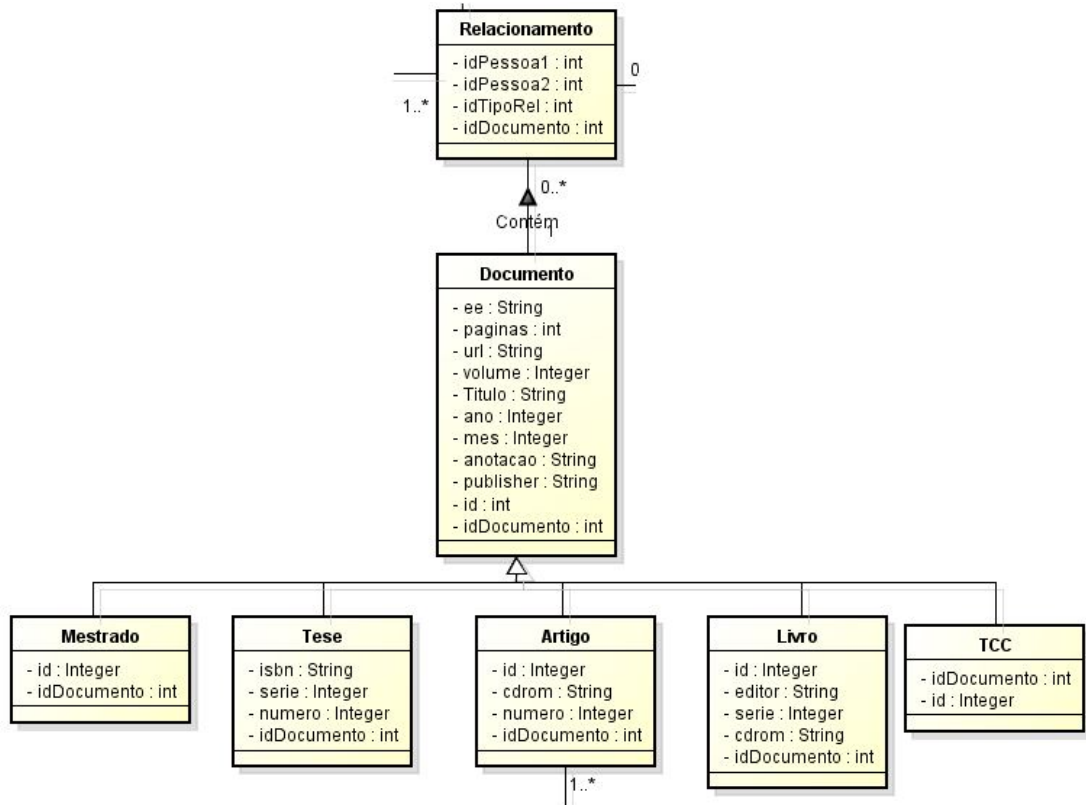 Relacionamento
- idPessoa1 : int
- idPessoa2 : int
- idTipoRel : int
- idDocumento : int
1..*
0
0..*
Contém
1
Documento
- ee : String
- paginas : int
- url : String
- volume : Integer
- Titulo : String
- ano : Integer
- mes : Integer
- anotacao : String
- publisher : String
- id : int
- idDocumento : int
Mestrado
- id : Integer
- idDocumento : int
Tese
- isbn : String
- serie : Integer
- numero : Integer
- idDocumento : int
Artigo
- id : Integer
- cdrom : String
- numero : Integer
- idDocumento : int
1..*
Livro
- id : Integer
- editor : String
- serie : Integer
- cdrom : String
- idDocumento : int
TCC
- idDocumento : int
- id : Integer